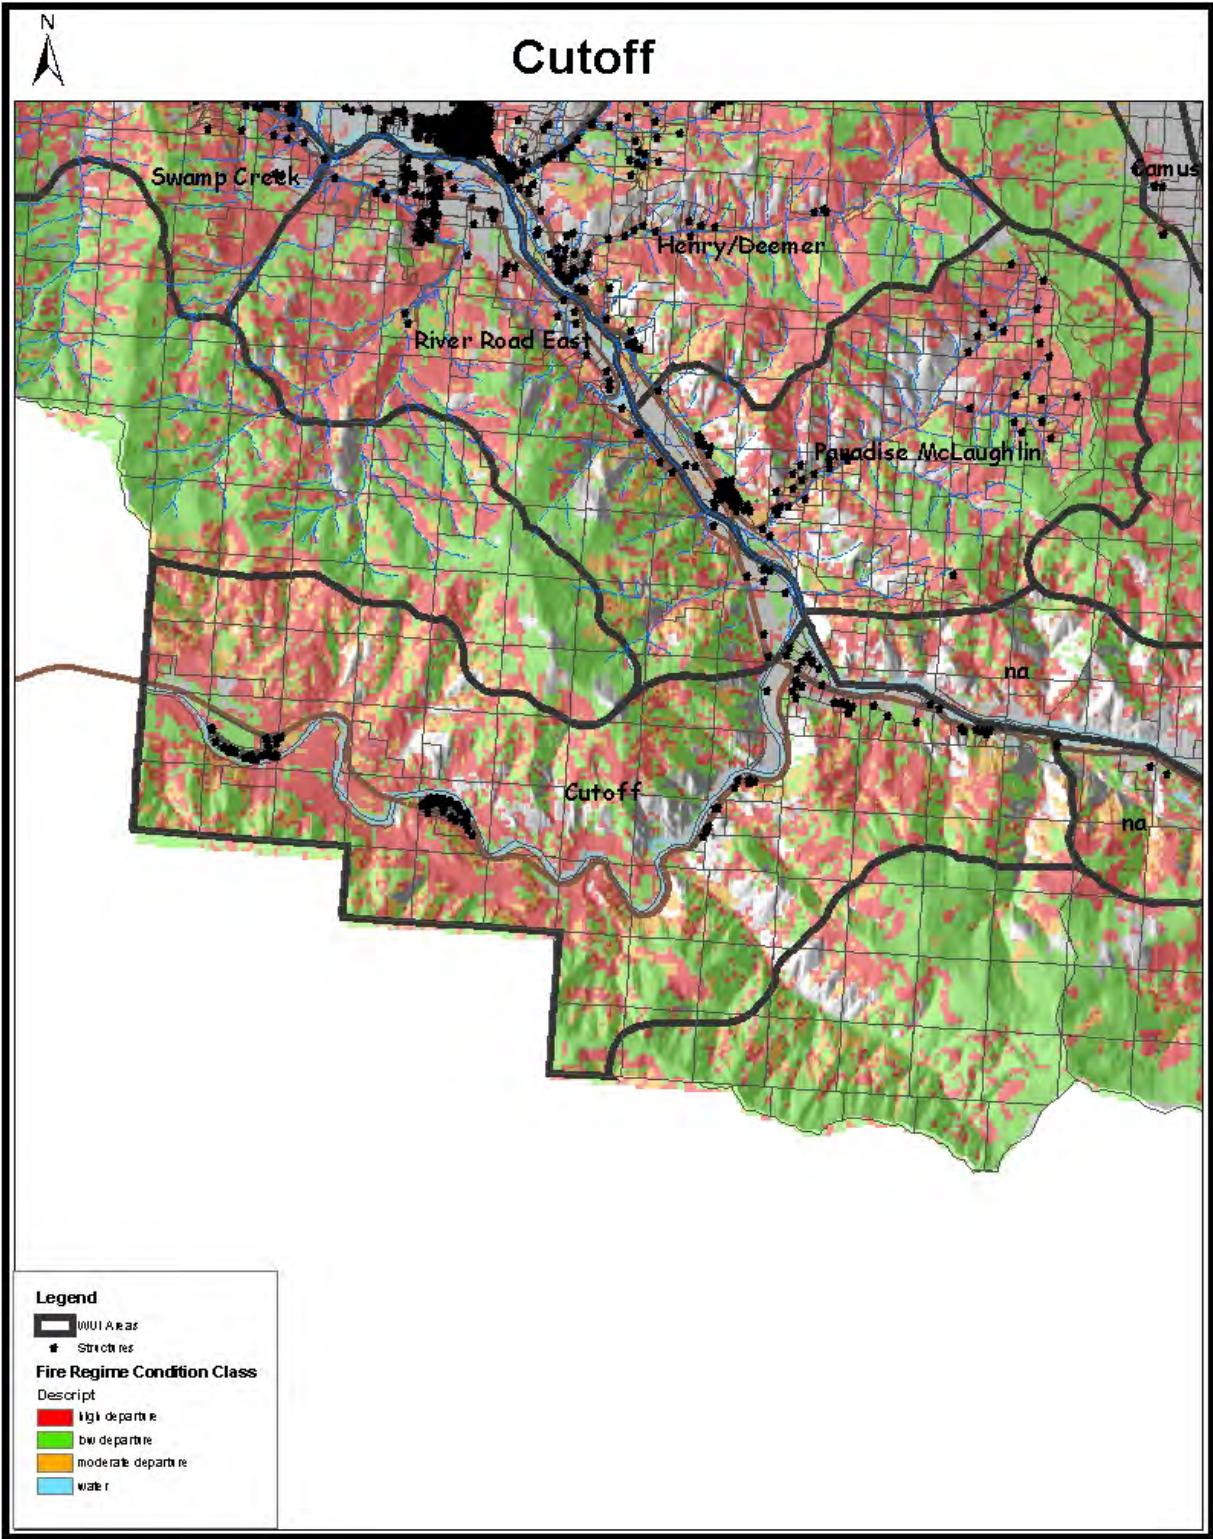 N
Cutoff
Camus
Swamp Creek
Henry/Deemer
River Road East
Paradise McLaughlin
na
Cutoff
na
Legend
WUI Areas
Structures
Fire Regime Condition Class
Descript
high departure
low departure
moderate departure
water